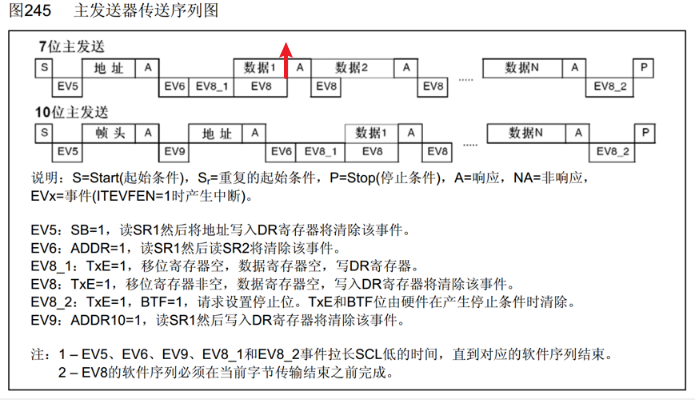 图245 主发送器传送序列图
7位主发送
S 地址 A 数据1 A 数据2 A 数据N A P
EV5 EV6 EV8_1 EV8 EV8 EV8 ..... EV8_2
10位主发送
S 帧头 A 地址 A 数据1 A 数据N A P
EV5 EV9 EV6 EV8_1 EV8 EV8 ..... EV8_2
说明：S=Start(起始条件)，Sr=重复的起始条件，P=Stop(停止条件)，A=响应，NA=非响应，
EVx=事件(ITEVFEN=1时产生中断)。
EV5：SB=1，读SR1然后将地址写入DR寄存器将清除该事件。
EV6：ADDR=1，读SR1然后读SR2将清除该事件。
EV8_1：TxE=1，移位寄存器空，数据寄存器空，写DR寄存器。
EV8：TxE=1，移位寄存器非空，数据寄存器空，写入DR寄存器将清除该事件。
EV8_2：TxE=1，BTF=1，请求设置停止位。TxE和BTF位由硬件在产生停止条件时清除。
EV9：ADDR10=1，读SR1然后写入DR寄存器将清除该事件。
注：1 – EV5、EV6、EV9、EV8_1和EV8_2事件拉长SCL低的时间，直到对应的软件序列结束。
2 – EV8的软件序列必须在当前字节传输结束之前完成。